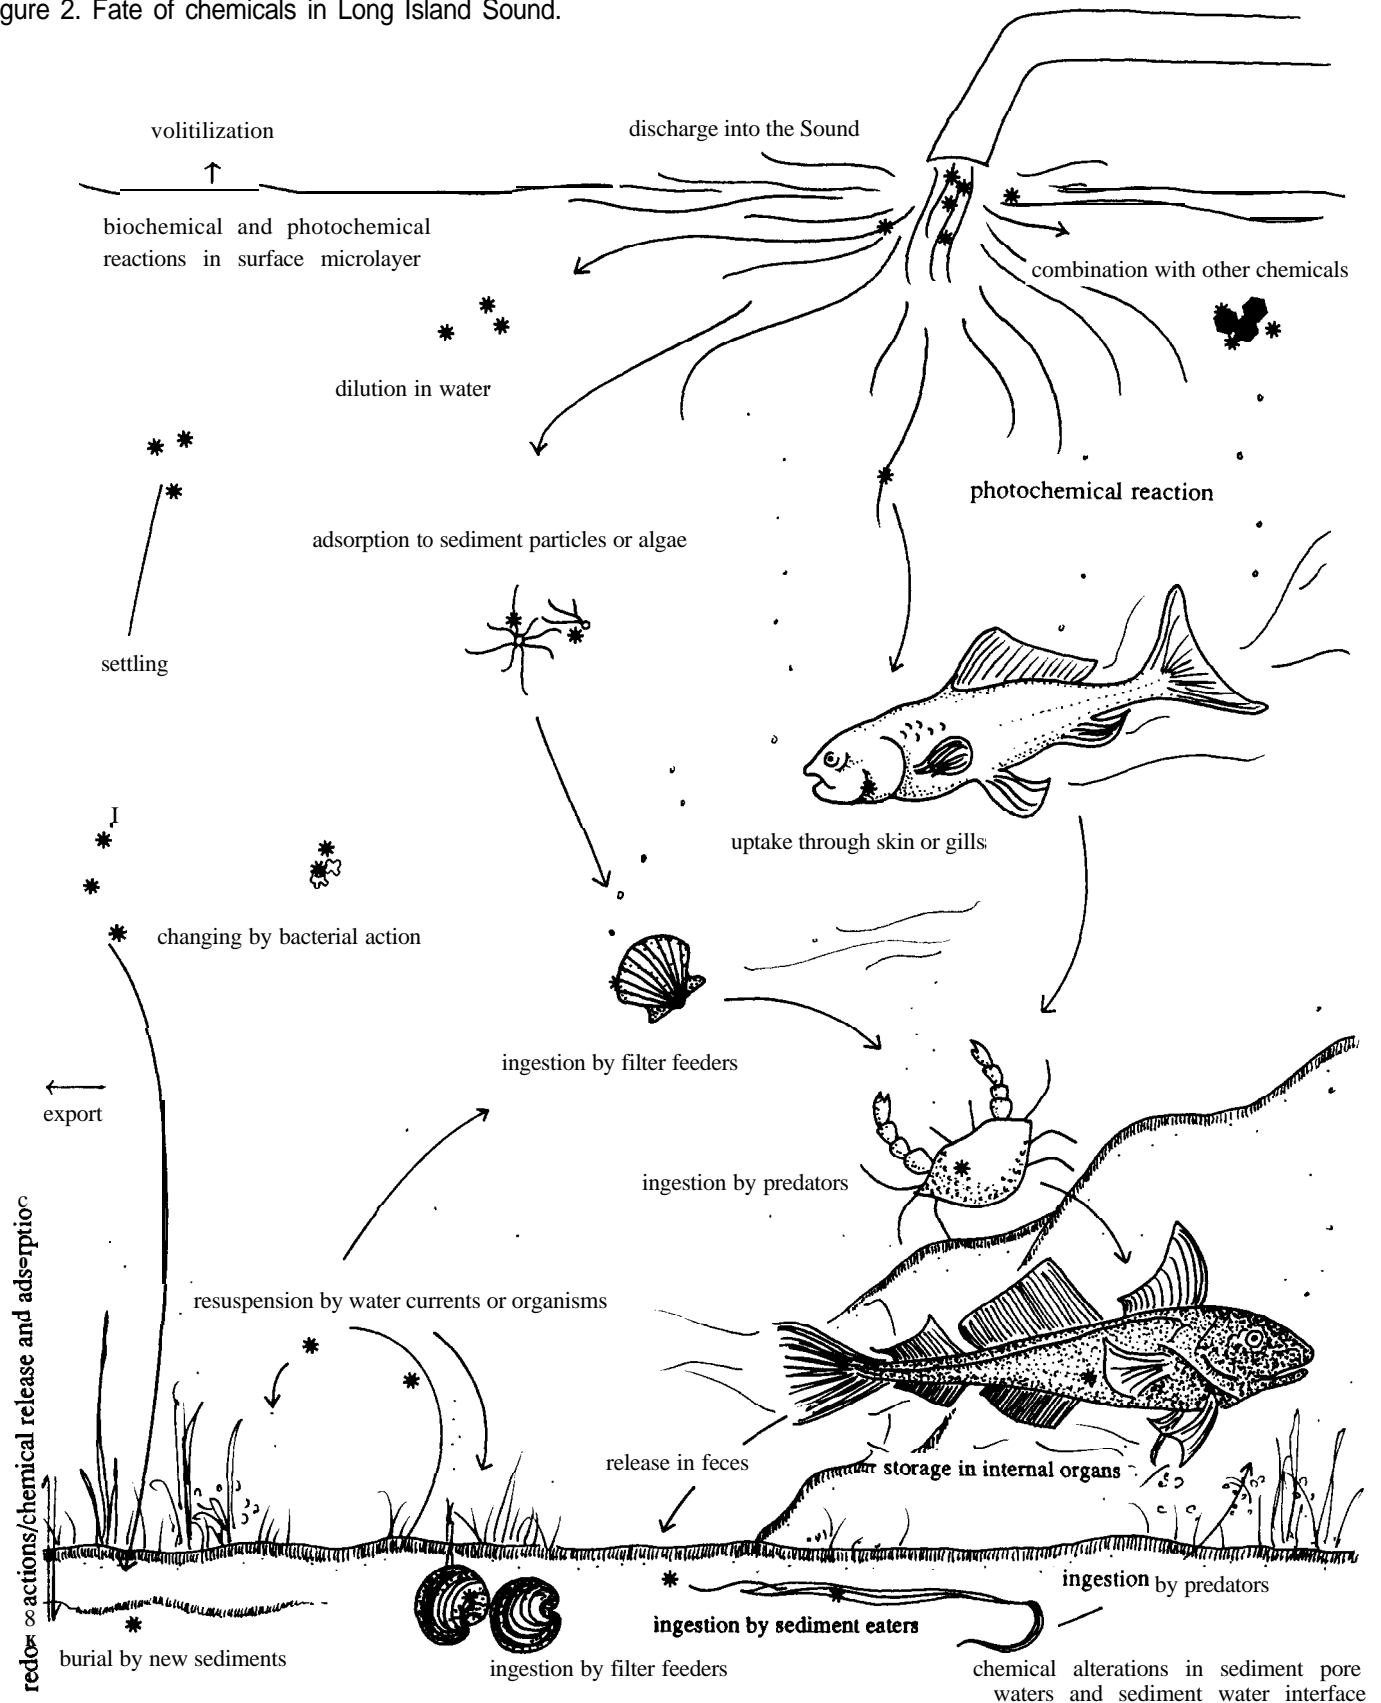 gure 2. Fate of chemicals in Long Island Sound.
volitilization
discharge into the Sound
biochemical and photochemical
reactions in surface microlayer
combination with other chemicals
dilution in water
photochemical reaction
adsorption to sediment particles or algae
settling
uptake through skin or gills
changing by bacterial action
ingestion by filter feeders
export
ingestion by predators
resuspension by water currents or organisms
release in feces
storage in internal organs
actions/chemical release and
ingestion by predators
ingestion by sediment eaters
burial by new sediments
ingestion by filter feeders
chemical alterations in sediment pore
waters and sediment water interface